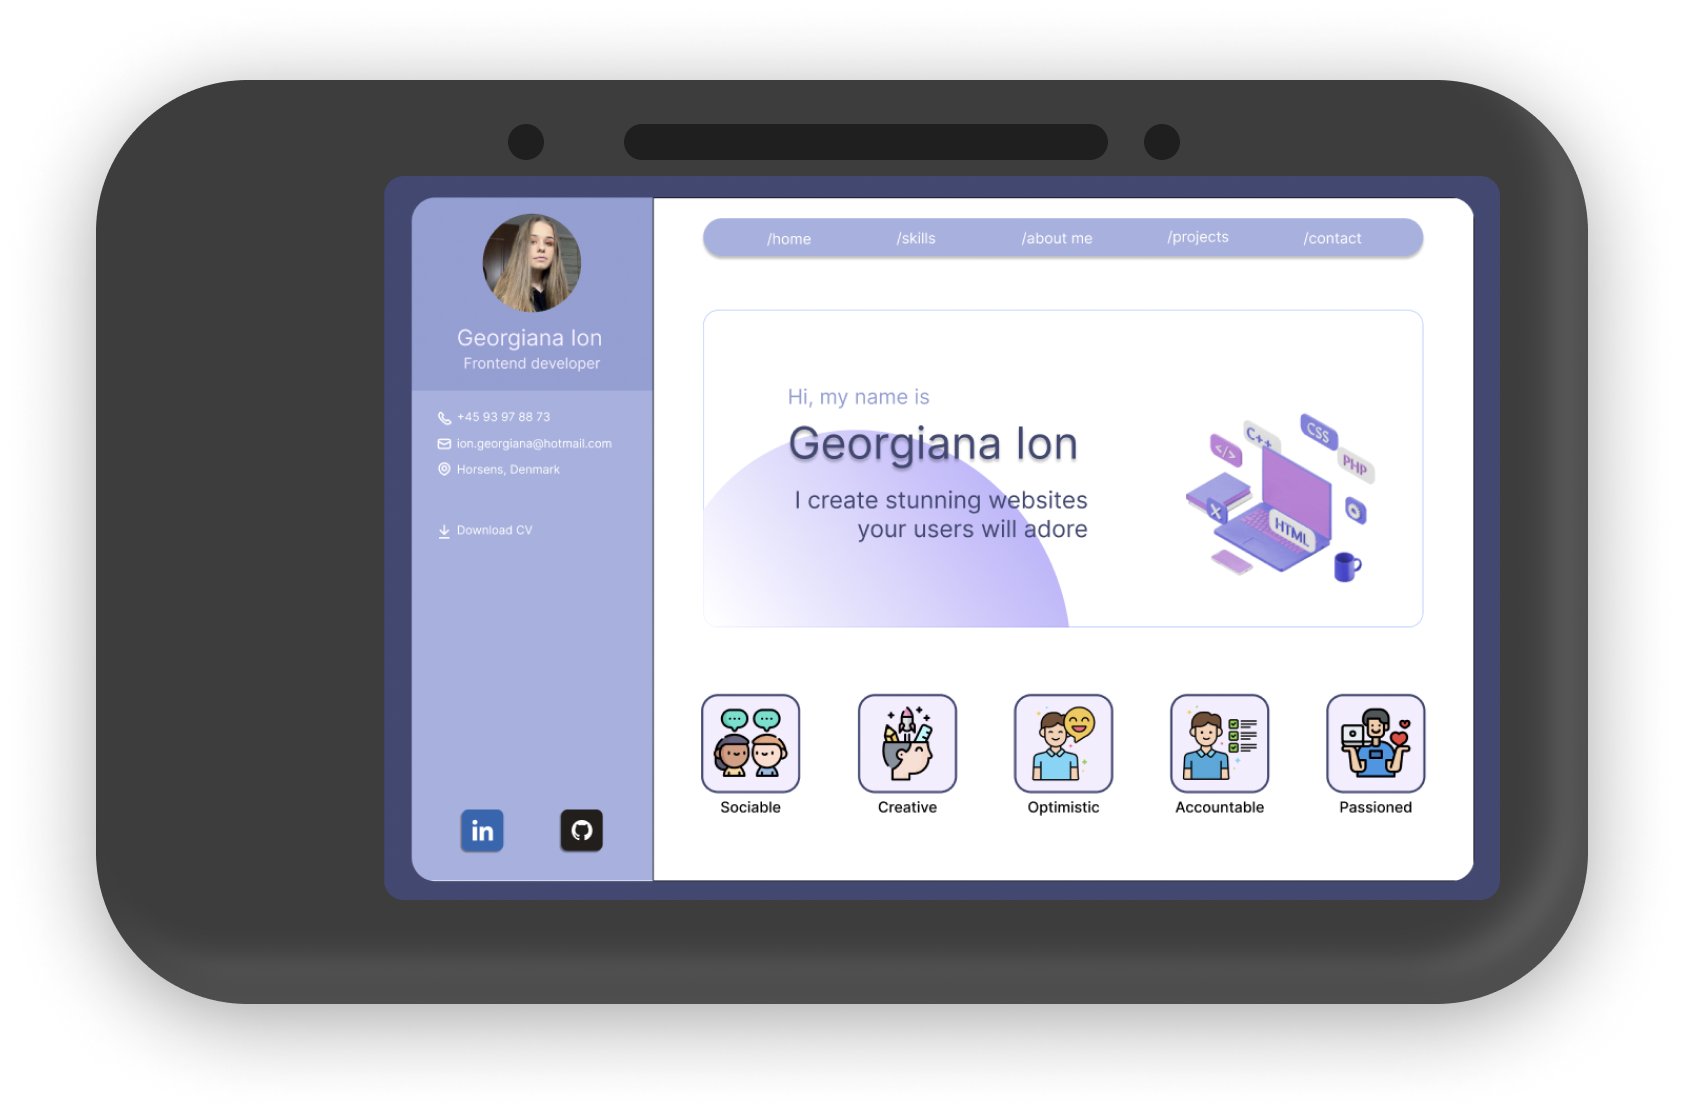 Georgiana Ion
Frontend developer
+45 93 97 88 73
ion.georgiana@hotmail.com
Horsens, Denmark
Download CV
in
/home /skills /about me /projects /contact
Hi, my name is
Georgiana Ion
I create stunning websites
your users will adore
</>
C++
CSS
PHP
X
HTML
Sociable Creative Optimistic Accountable Passioned